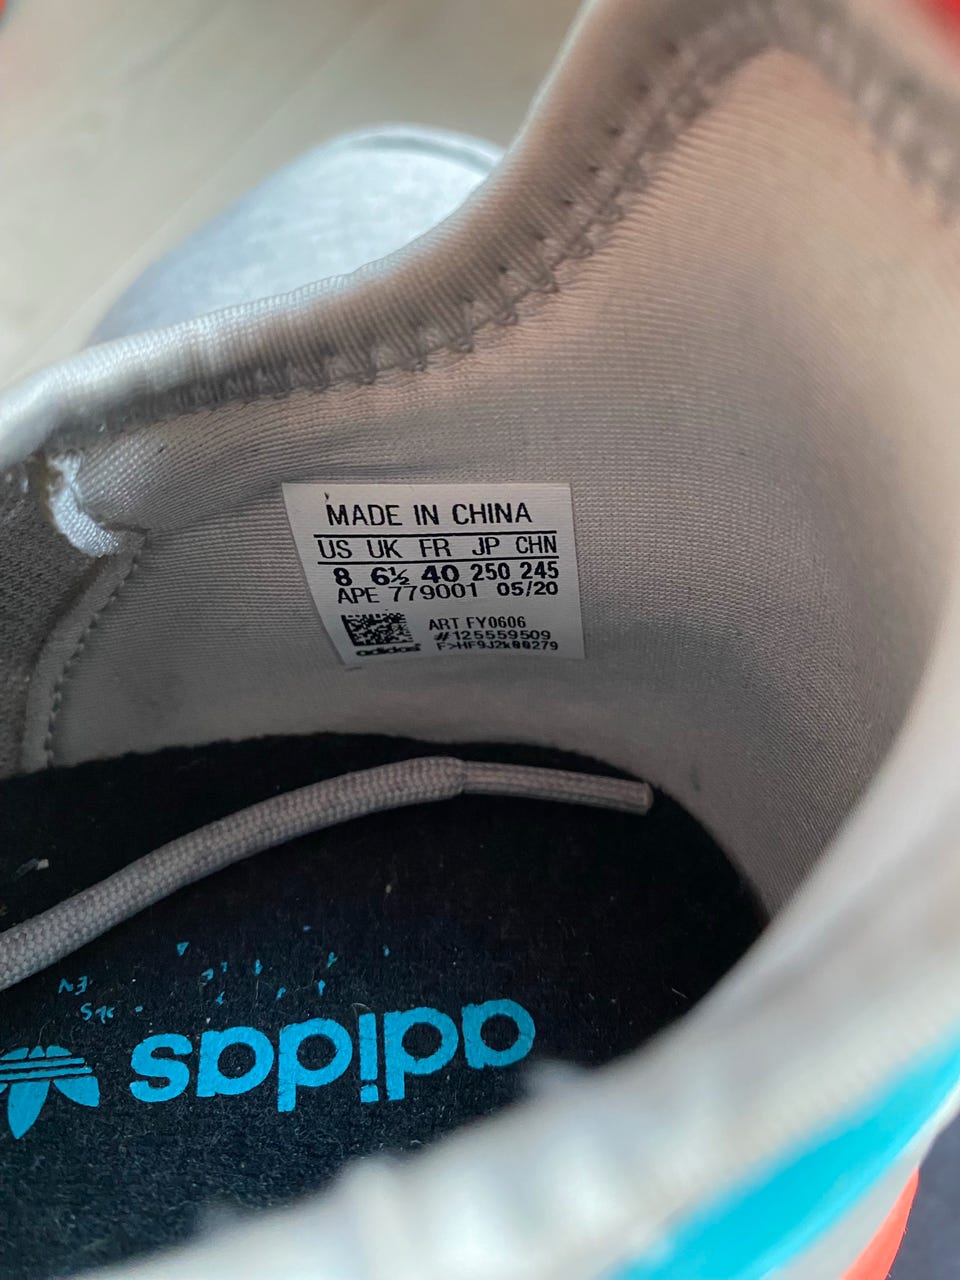 MADE IN CHINA
US UK FR JP CHN
8 6½ 40 250 245
APE 779001 05/20
ART FY0606
#125559509
adidas
adidas